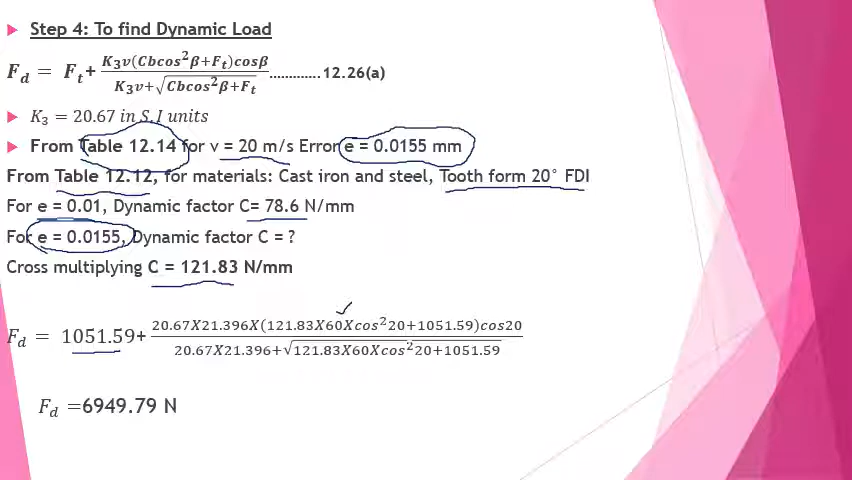 Step 4: To find Dynamic Load
F_d = F_t + \frac{K_3v(Cbcos^2β+F_t)cosβ}{K_3v+\sqrt{Cbcos^2β+F_t}}.............12.26(a)
K_3 = 20.67 in S.I units
From Table 12.14 for v = 20 m/s Error e = 0.0155 mm
From Table 12.12, for materials: Cast iron and steel, Tooth form 20° FDI
For e = 0.01, Dynamic factor C= 78.6 N/mm
For e = 0.0155, Dynamic factor C = ?
Cross multiplying C = 121.83 N/mm
F_d = 1051.59+ \frac{20.67X21.396X(121.83X60Xcos^2 20+1051.59)cos20}{20.67X21.396+\sqrt{121.83X60Xcos^2 20+1051.59}}
F_d =6949.79 N